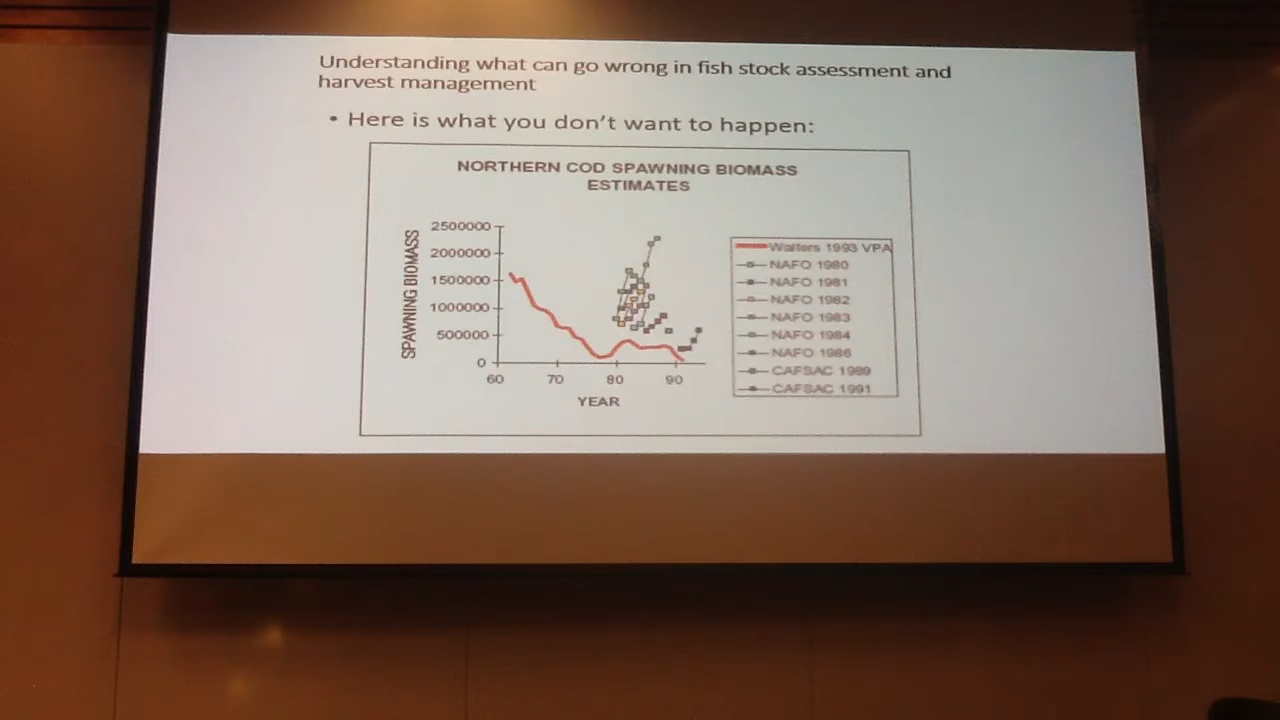 Understanding what can go wrong in fish stock assessment and
harvest management
• Here is what you don't want to happen:
NORTHERN COD SPAWNING BIOMASS
ESTIMATES
SPAWNING BIOMASS
2500000
2000000
1500000
1000000
500000
0
60 70 80 90
YEAR
Walters 1993 VPA
NAFO 1980
NAFO 1981
NAFO 1982
NAFO 1983
NAFO 1984
NAFO 1986
CAFSAC 1989
CAFSAC 1991